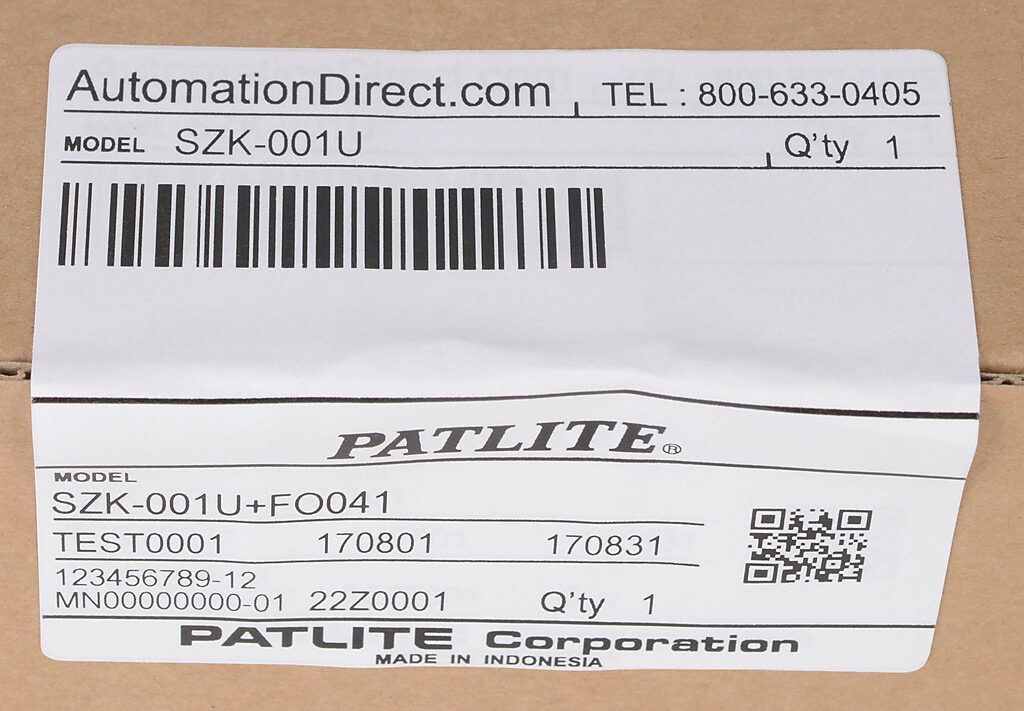 AutomationDirect.com TEL : 800-633-0405
MODEL SZK-001U Q'ty 1
PATLITE®
MODEL
SZK-001U+FO041
TEST0001 170801 170831
123456789-12
MN00000000-01 22Z0001 Q'ty 1
PATLITE Corporation
MADE IN INDONESIA